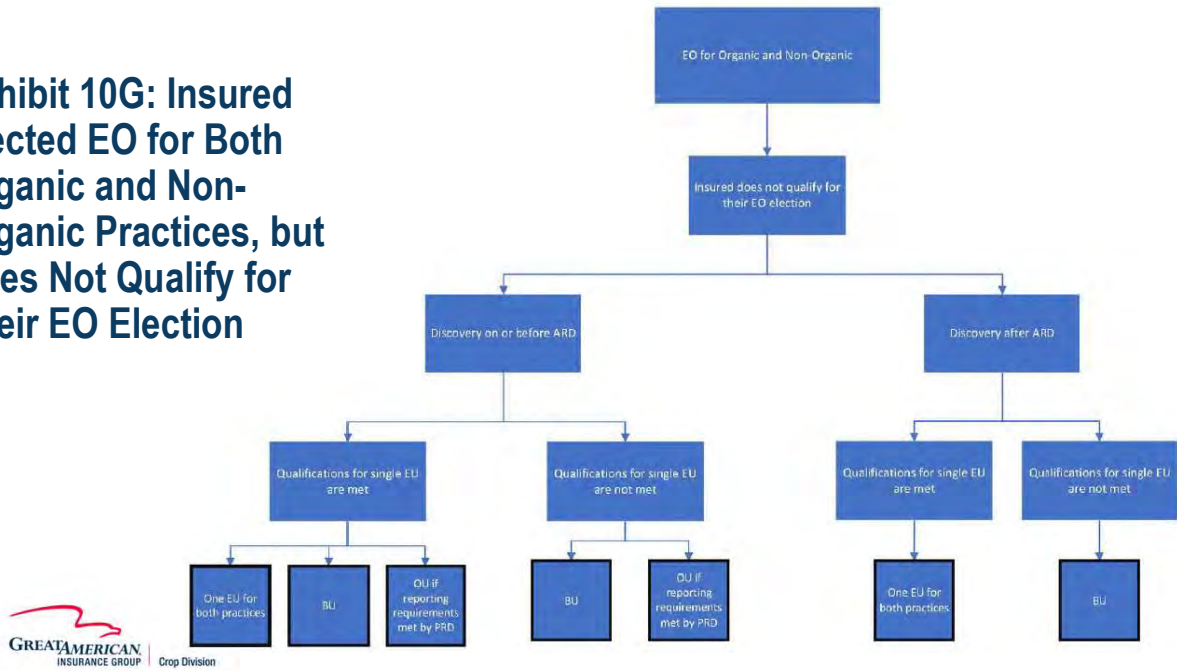 hibit 10G: Insured
ected EO for Both
ganic and Non-
ganic Practices, but
es Not Qualify for
eir EO Election
EO for Organic and Non-Organic
Insured does not qualify for
their EO election
Discovery on or before ARD
Discovery after ARD
Qualifications for single EU
are met
Qualifications for single EU
are not met
Qualifications for single EU
are met
Qualifications for single EU
are not met
One EU for
both practices
BU
OU if
reporting
requirements
met by PRD
BU
OU if
reporting
requirements
met by PRD
One EU for
both practices
BU
GREATAMERICAN
INSURANCE GROUP
Crop Division